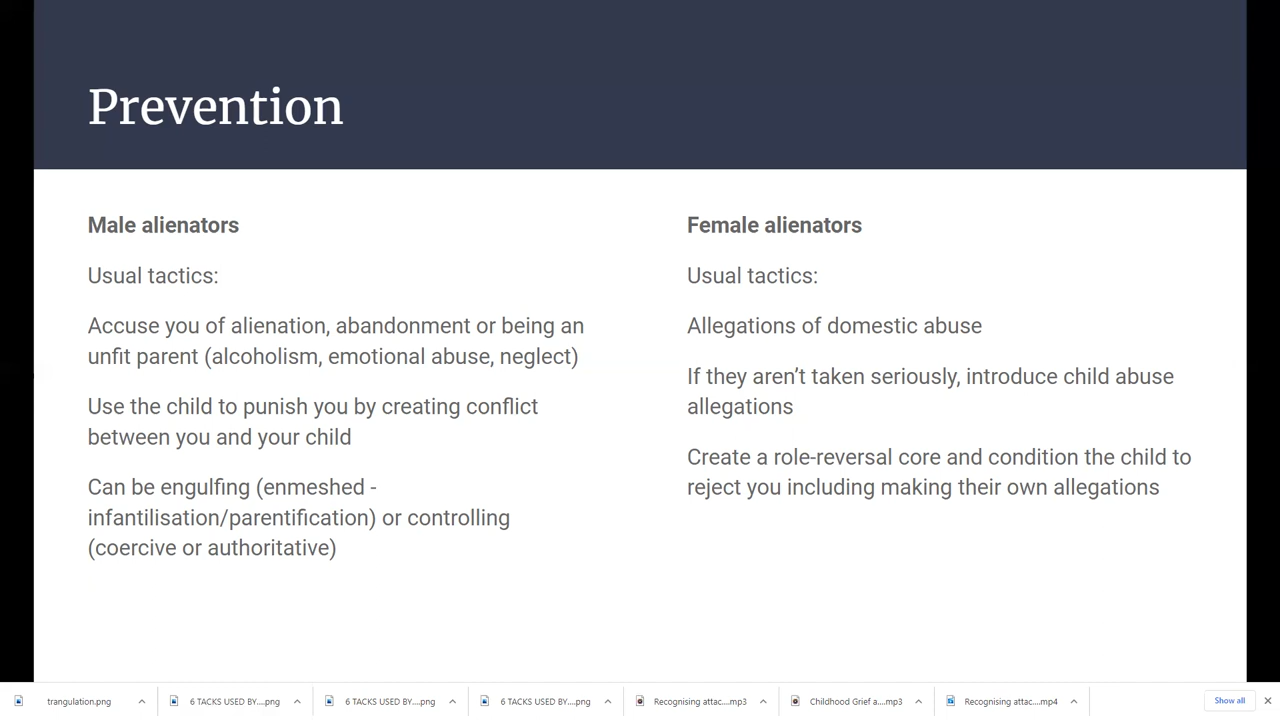 Prevention
Male alienators
Usual tactics:
Accuse you of alienation, abandonment or being an
unfit parent (alcoholism, emotional abuse, neglect)
Use the child to punish you by creating conflict
between you and your child
Can be engulfing (enmeshed -
infantilisation/parentification) or controlling
(coercive or authoritative)
Female alienators
Usual tactics:
Allegations of domestic abuse
If they aren’t taken seriously, introduce child abuse
allegations
Create a role-reversal core and condition the child to
reject you including making their own allegations
trangulation.png
6 TACKS USED BY....png
6 TACKS USED BY....png
6 TACKS USED BY....png
Recognising attac...mp3
Childhood Grief a....mp3
Recognising attac....mp4
Show all